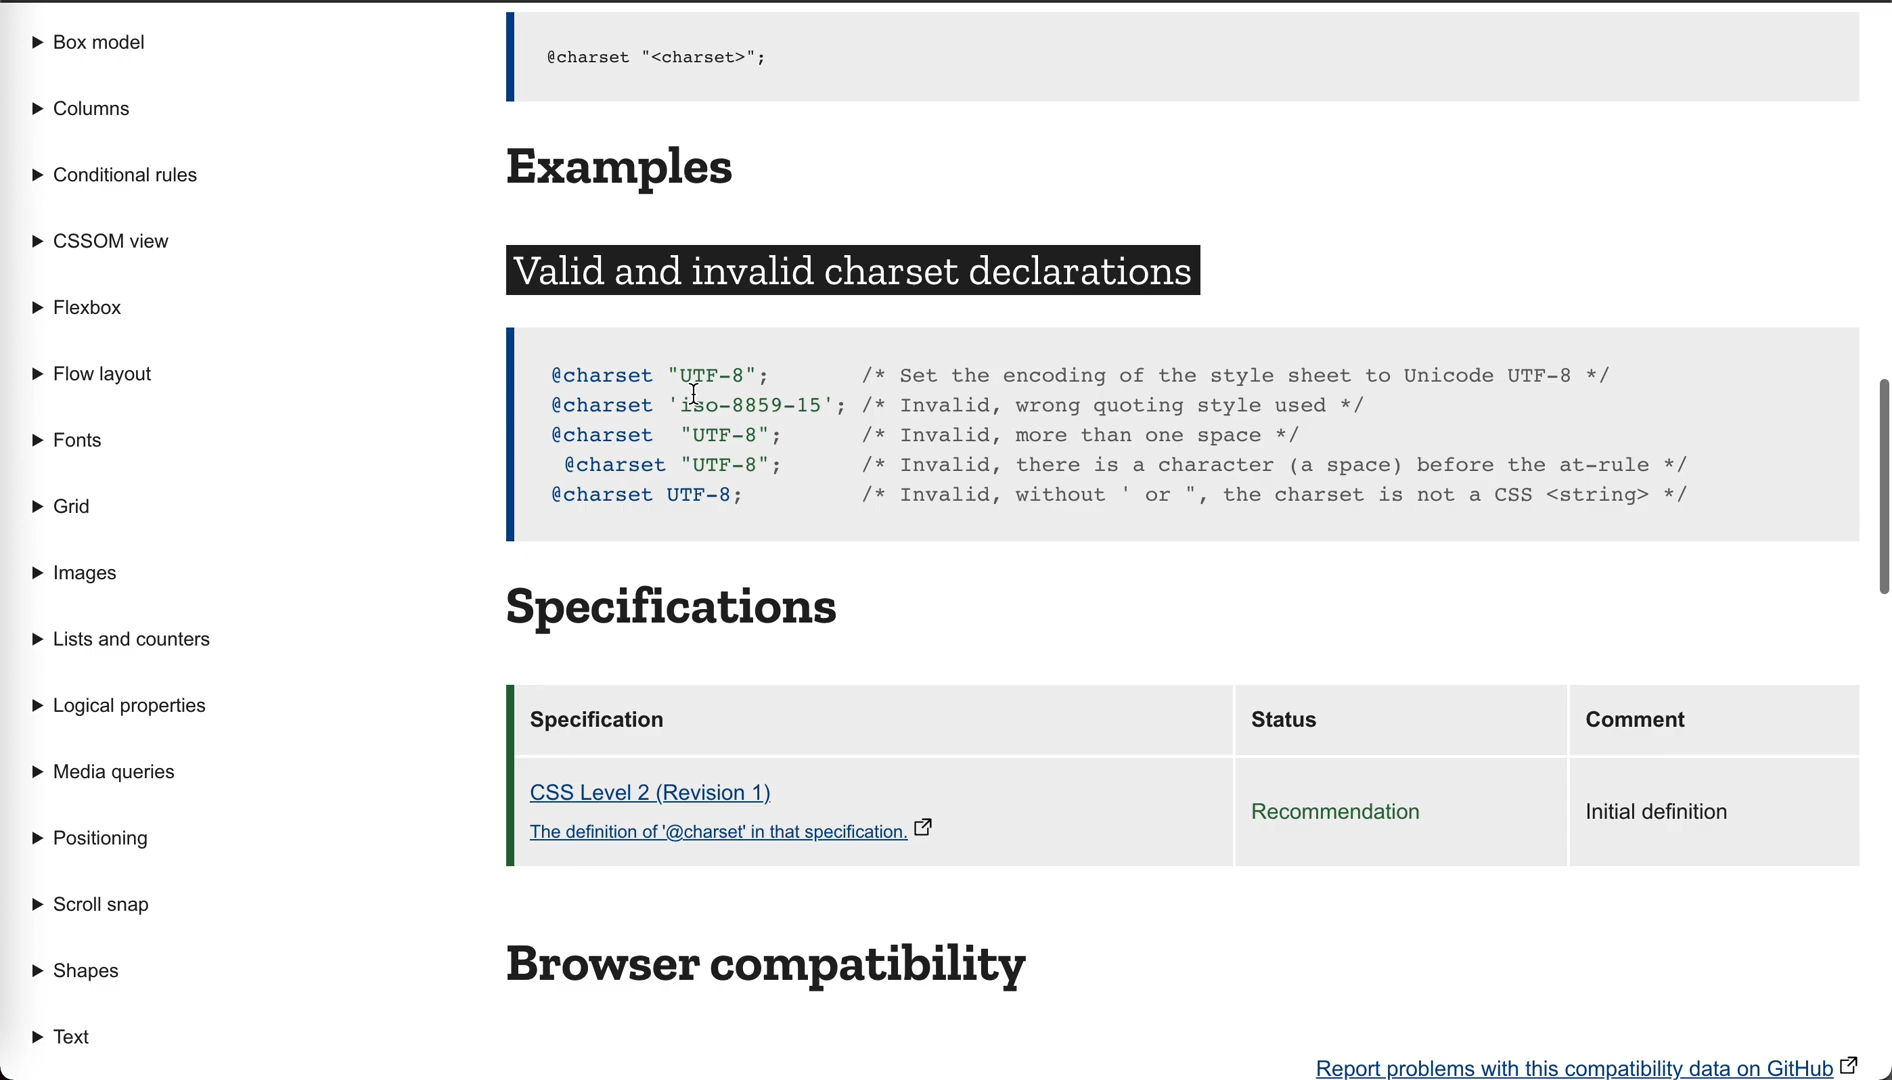 Box model
Columns
Conditional rules
CSSOM view
Flexbox
Flow layout
Fonts
Grid
Images
Lists and counters
Logical properties
Media queries
Positioning
Scroll snap
Shapes
Text
@charset "<charset>";
Examples
Valid and invalid charset declarations
@charset "UTF-8";       /* Set the encoding of the style sheet to Unicode UTF-8 */
@charset 'iso-8859-15'; /* Invalid, wrong quoting style used */
@charset  "UTF-8";      /* Invalid, more than one space */
 @charset "UTF-8";      /* Invalid, there is a character (a space) before the at-rule */
@charset UTF-8;         /* Invalid, without ' or ", the charset is not a CSS <string> */
Specifications
Specification Status Comment
CSS Level 2 (Revision 1)
The definition of '@charset' in that specification. Recommendation Initial definition
Browser compatibility
Report problems with this compatibility data on GitHub